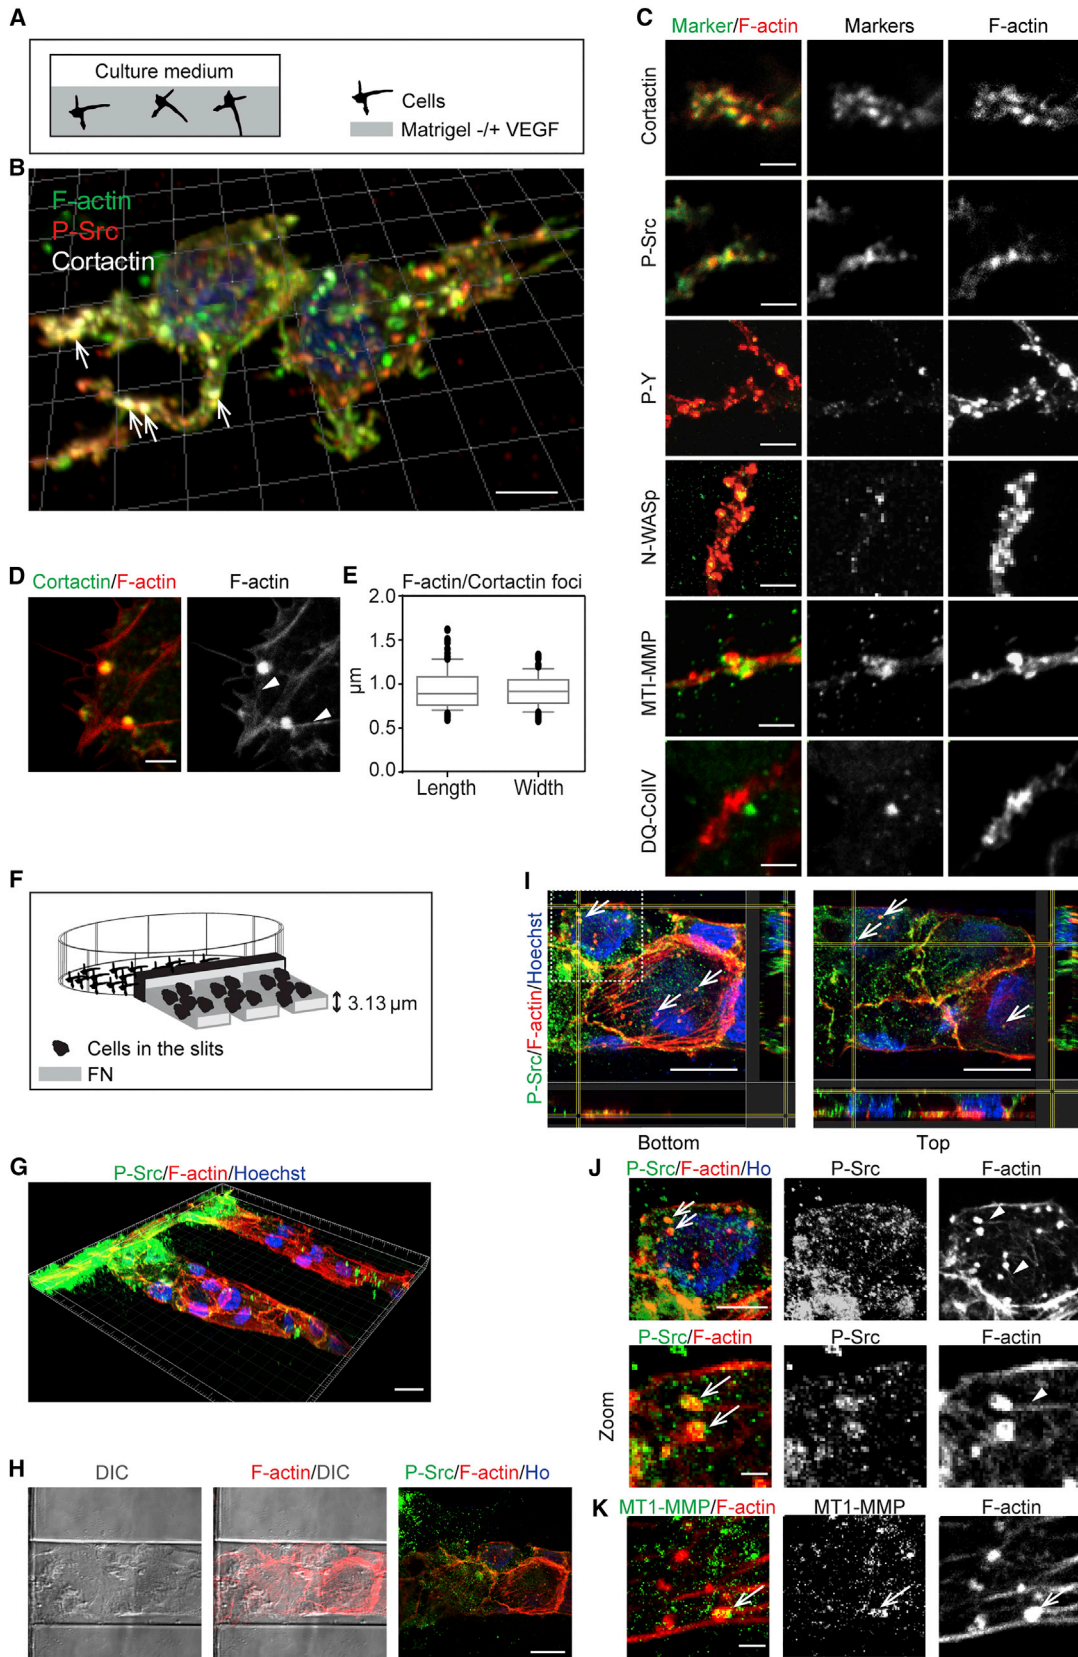 A
Culture medium
Cells
Matrigel -/+ VEGF
B
F-actin
P-Src
Cortactin
C
Marker/F-actin
Markers
F-actin
Cortactin
P-Src
P-Y
N-WASp
MTI-MMP
DQ-CollV
D
Cortactin/F-actin
F-actin
E
F-actin/Cortactin foci
2.0
1.5
1.0
0.5
0.0
µm
Length
Width
F
3.13 µm
Cells in the slits
FN
G
P-Src/F-actin/Hoechst
H
DIC
F-actin/DIC
P-Src/F-actin/Ho
I
P-Src/F-actin/Hoechst
Bottom
Top
J
P-Src/F-actin/Ho
P-Src
F-actin
P-Src/F-actin
P-Src
F-actin
Zoom
K
MT1-MMP/F-actin
MT1-MMP
F-actin